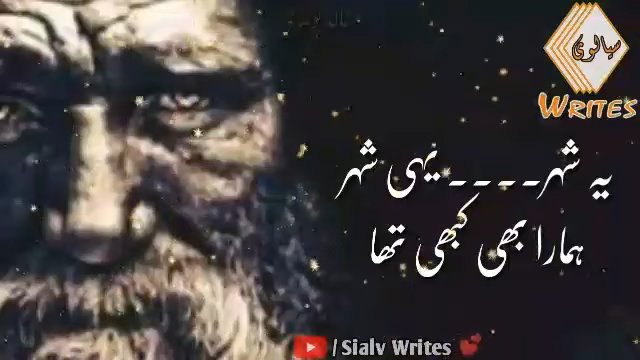 سیالوی
WRITES
یہ شہر۔۔۔۔یہی شہر
ہمارا بھی کبھی تھا
/ Sialv Writes